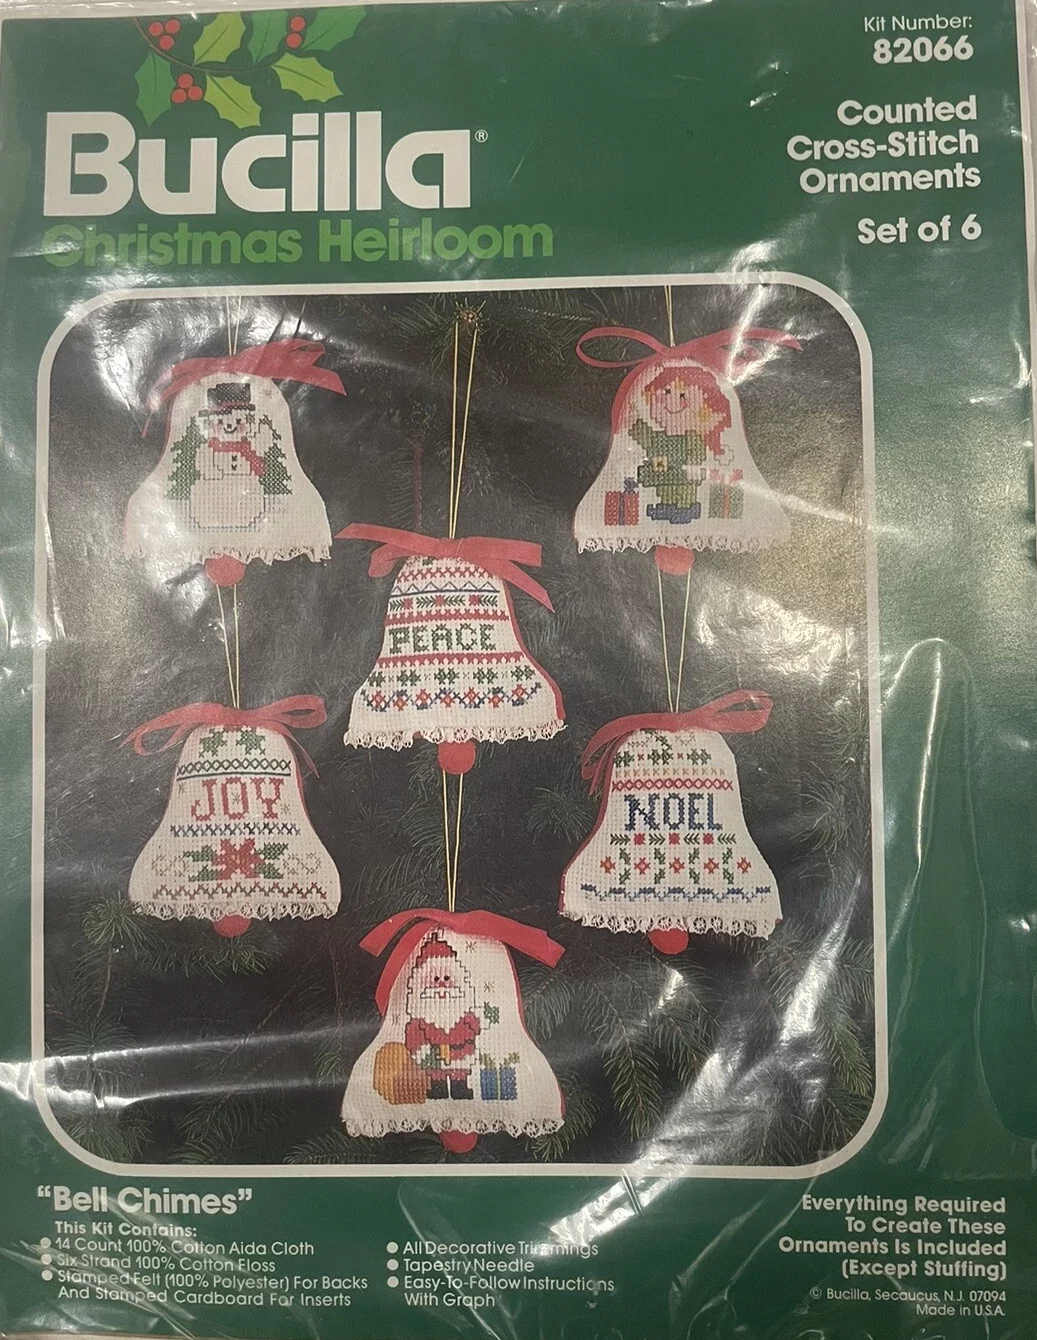 Kit Number:
82066
Bucilla®
Christmas Heirloom
Counted
Cross-Stitch
Ornaments
Set of 6
PEACE
JOY
NOEL
"Bell Chimes"
This Kit Contains:
● 14 Count 100% Cotton Aida Cloth
● Six Strand 100% Cotton Floss
● Stamped Felt (100% Polyester) For Backs
And Stamped Cardboard For Inserts
● All Decorative Trimmings
● Tapestry Needle
● Easy-To-Follow Instructions
With Graph
Everything Required
To Create These
Ornaments Is Included
(Except Stuffing)
© Bucilla, Secaucus, N.J. 07094
Made in U.S.A.